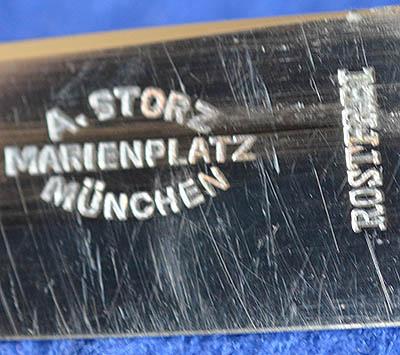 A. STORZ
MARIENPLATZ
MÜNCHEN
ROSTFREI